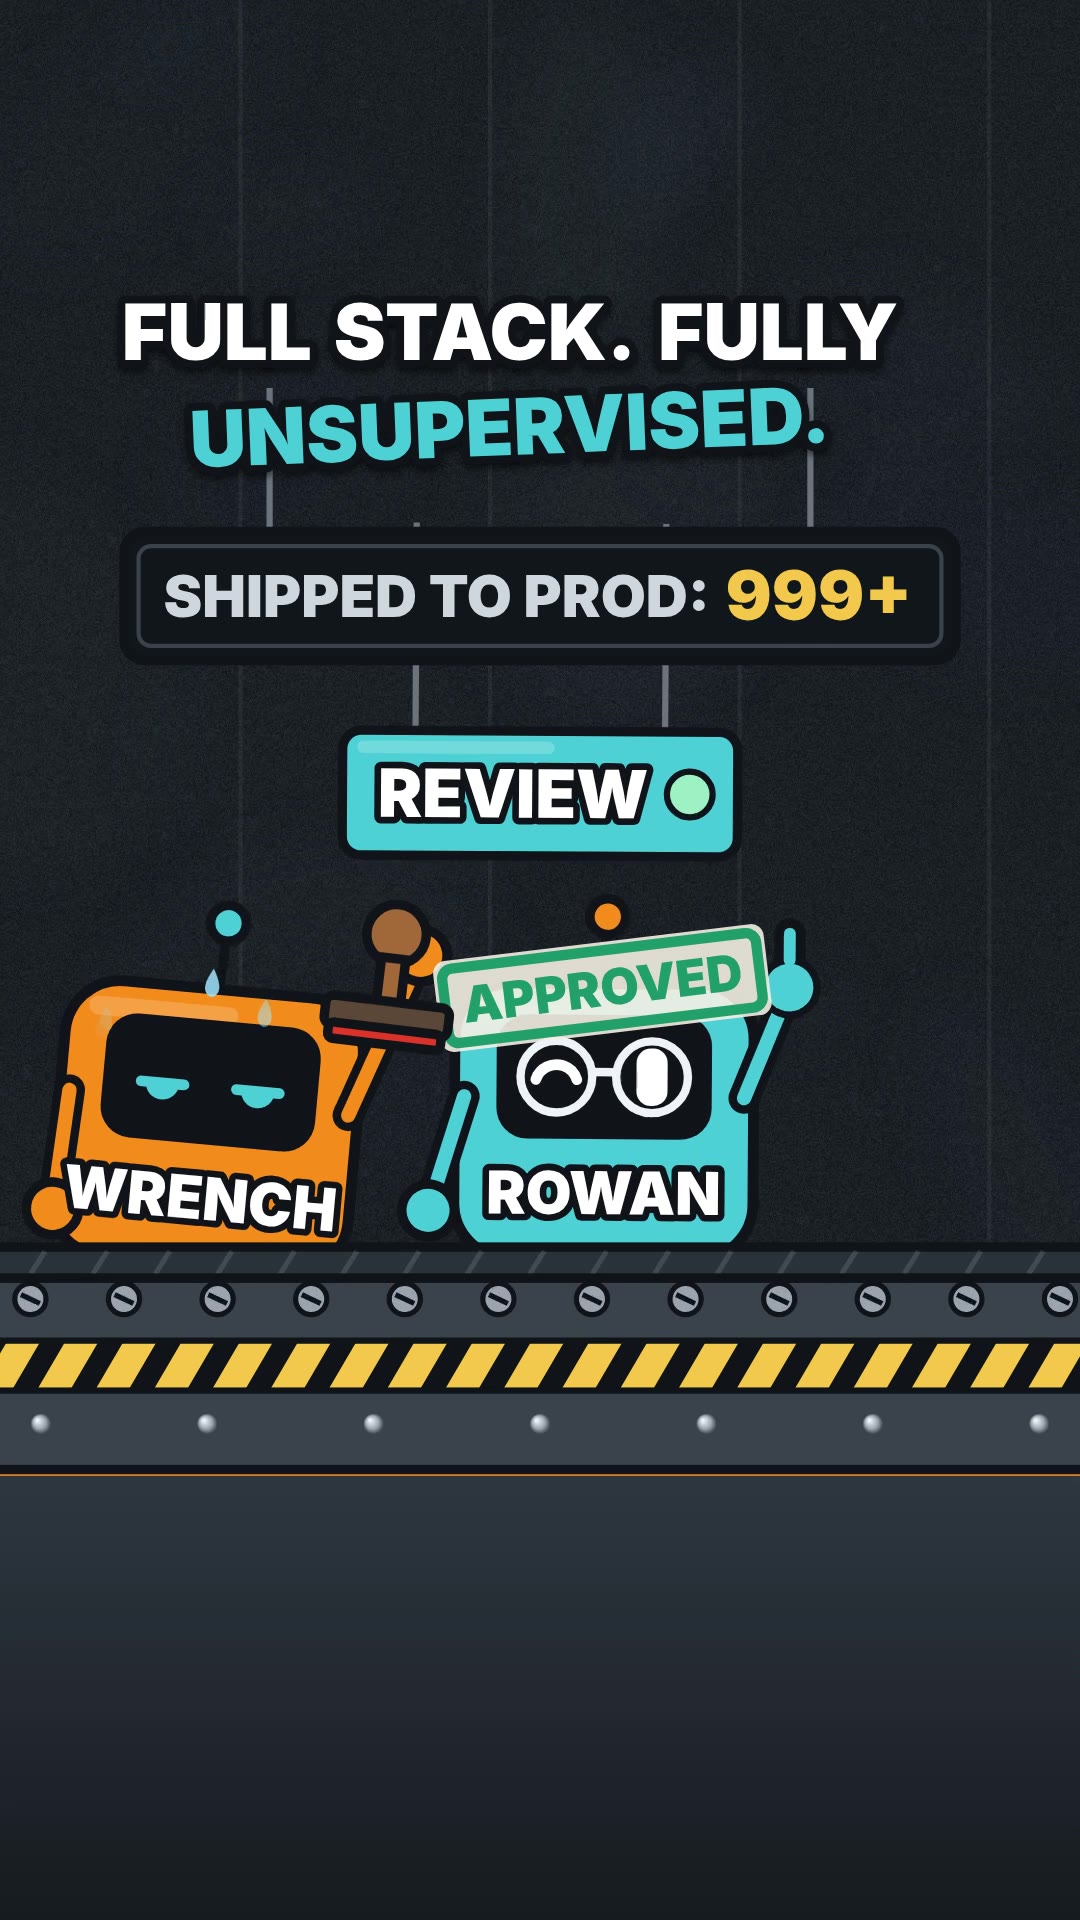 FULL STACK. FULLY
UNSUPERVISED.
SHIPPED TO PROD: 999+
REVIEW
APPROVED
WRENCH
ROWAN